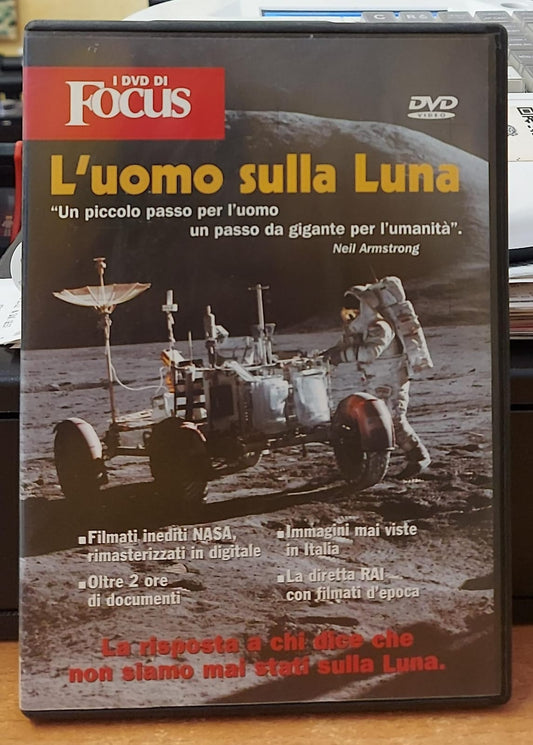 I DVD DI
FOCUS
DVD
VIDEO
L'uomo sulla Luna
"Un piccolo passo per l'uomo
un passo da gigante per l'umanità".
Neil Armstrong
▪Filmati inediti NASA,
rimasterizzati in digitale
▪Oltre 2 ore
di documenti
▪Immagini mai viste
in Italia
▪La diretta RAI
con filmati d'epoca
La risposta a chi dice che
non siamo mai stati sulla Luna.